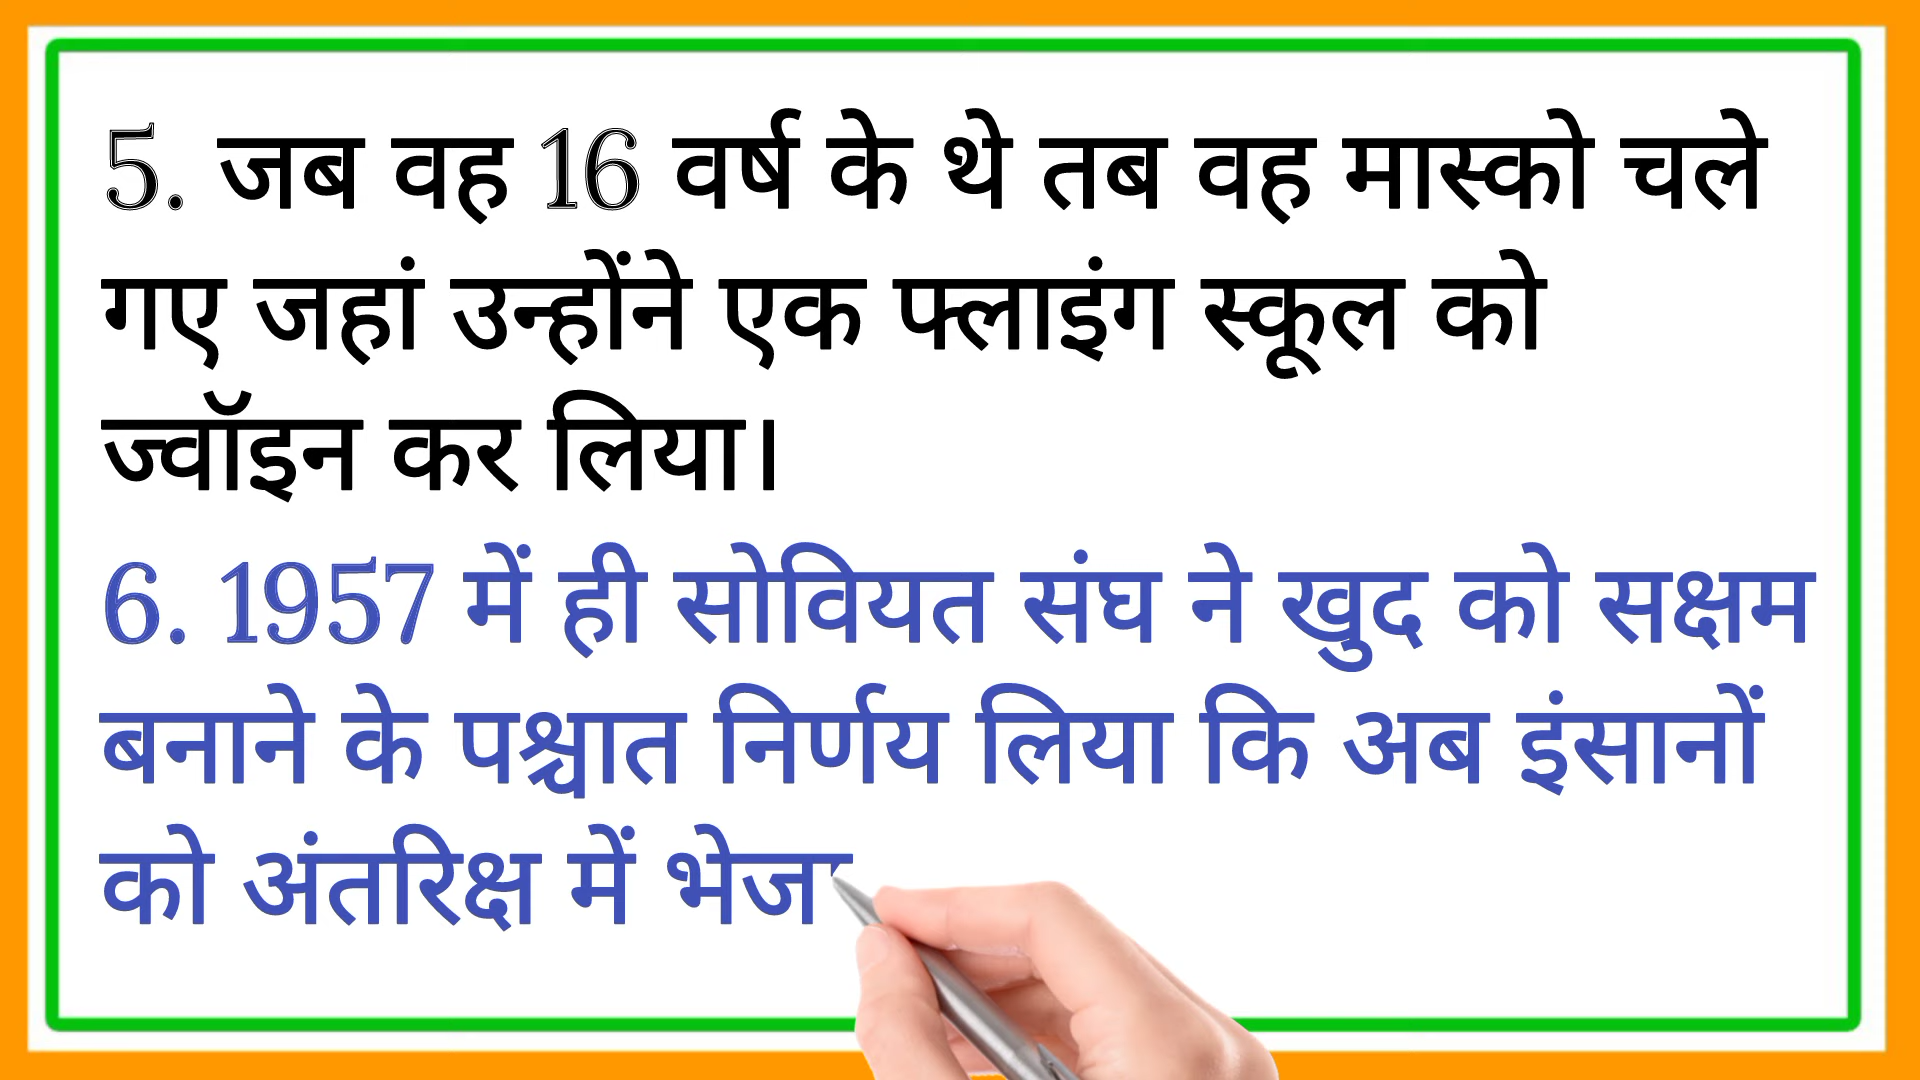 5. जब वह 16 वर्ष के थे तब वह मास्को चले
गए जहां उन्होंने एक फ्लाइंग स्कूल को
ज्वॉइन कर लिया।
6. 1957 में ही सोवियत संघ ने खुद को सक्षम
बनाने के पश्चात निर्णय लिया कि अब इंसानों
को अंतरिक्ष में